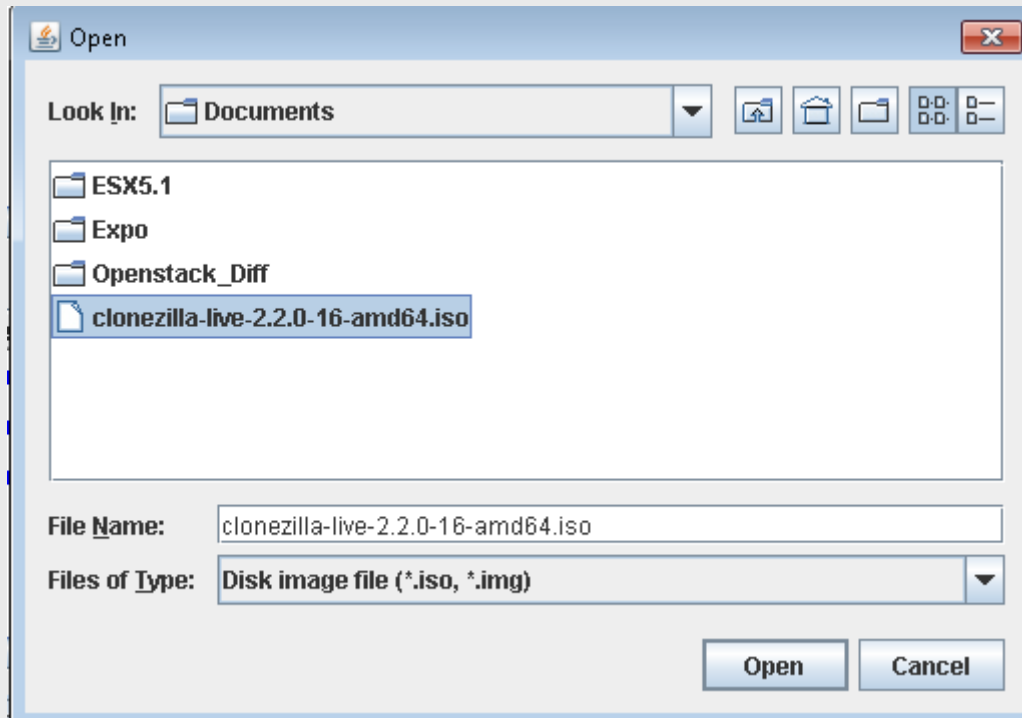 Open
Look In: Documents
ESX5.1
Expo
Openstack_Diff
clonezilla-live-2.2.0-16-amd64.iso
File Name: clonezilla-live-2.2.0-16-amd64.iso
Files of Type: Disk image file (*.iso, *.img)
Open Cancel